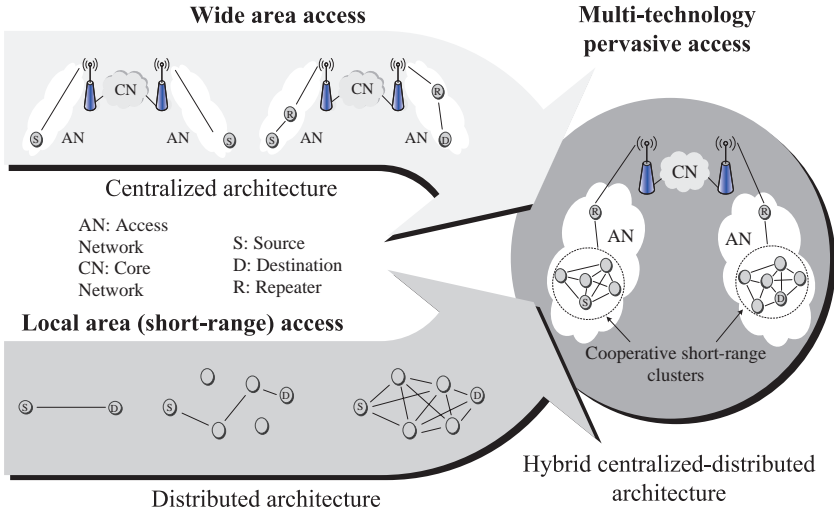 Wide area access
Multi-technology
pervasive access
CN
AN
AN
S
S
CN
R
R
AN
AN
S
D
Centralized architecture
AN: Access
Network
CN: Core
Network
S: Source
D: Destination
R: Repeater
CN
R
R
AN
AN
S
D
Cooperative short-range
clusters
Local area (short-range) access
S
D
S
D
S
D
Distributed architecture
Hybrid centralized-distributed
architecture